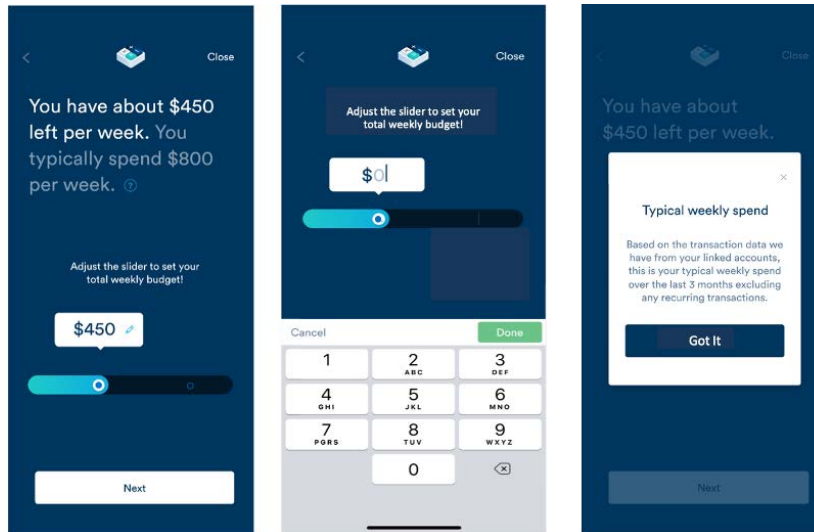 Close
You have about $450
left per week. You
typically spend $800
per week. ?
Adjust the slider to set your
total weekly budget!
$450
Next
Close
Adjust the slider to set your
total weekly budget!
$0
Cancel
Done
1
2
ABC
3
DEF
4
GHI
5
JKL
6
MNO
7
PQRS
8
TUV
9
WXYZ
0
Close
You have about
$450 left per week.
Typical weekly spend
Based on the transaction data we
have from your linked accounts,
this is your typical weekly spend
over the last 3 months excluding
any recurring transactions.
Got It
Next